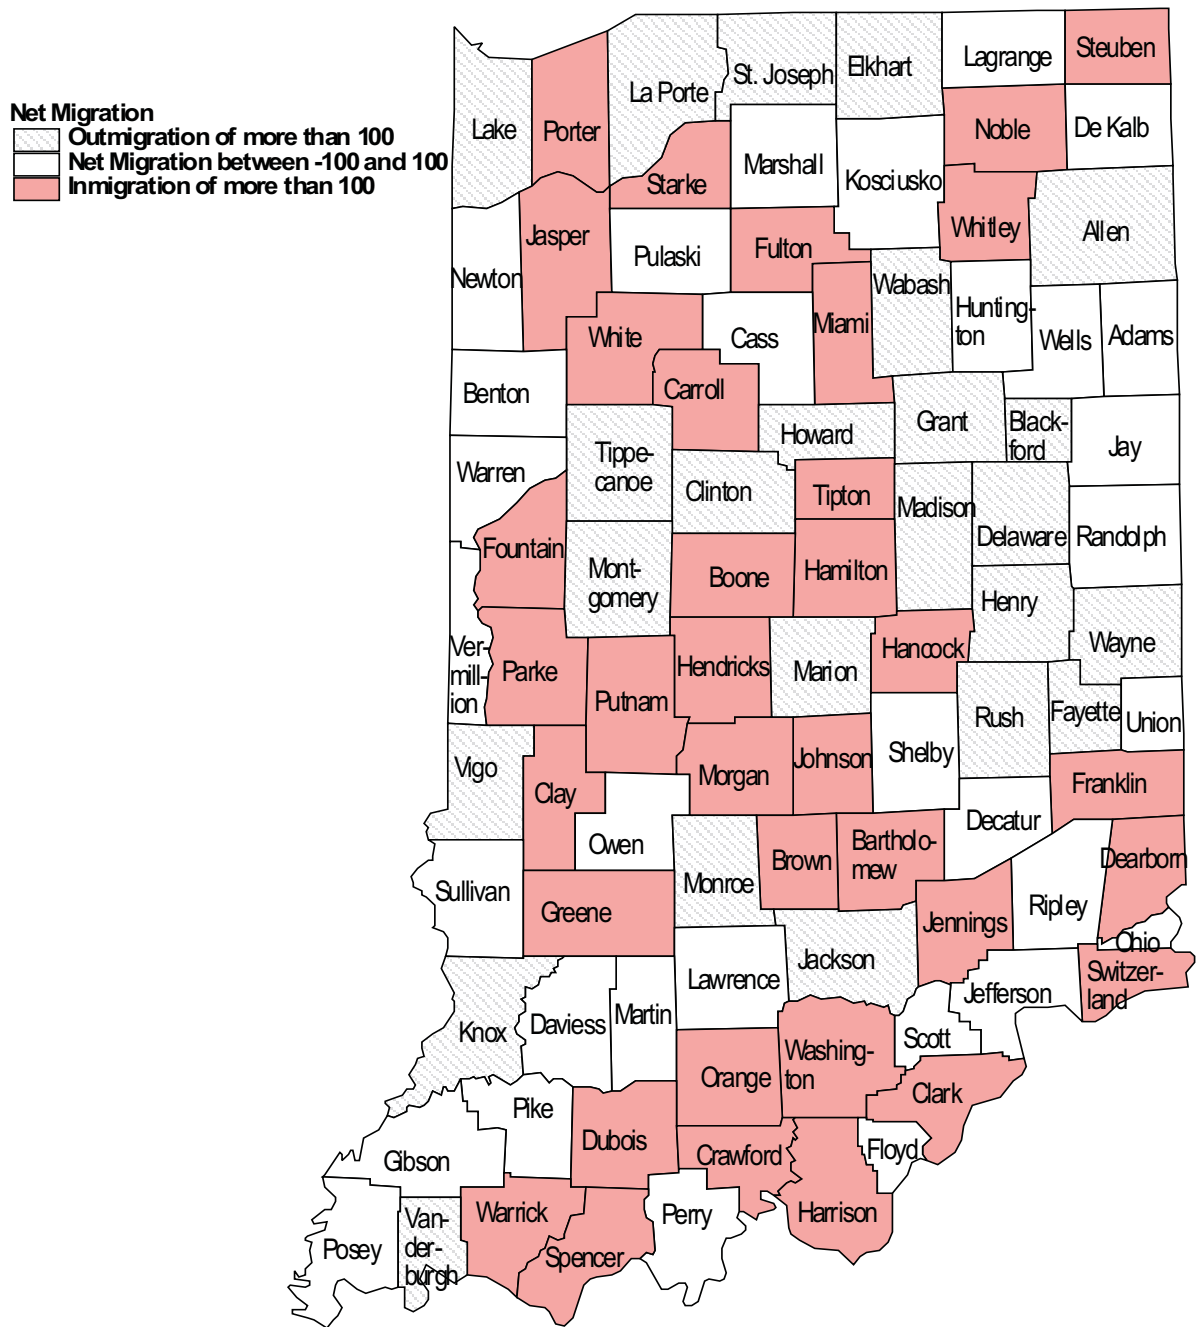 Net Migration
Outmigration of more than 100
Net Migration between -100 and 100
Inmigration of more than 100
Lake
Porter
La Porte
St. Joseph
Elkhart
Lagrange
Steuben
Noble
De Kalb
Starke
Marshall
Kosciusko
Whitley
Allen
Newton
Jasper
Pulaski
Fulton
Wabash
Hunting-
ton
Wells
Adams
White
Cass
Miami
Benton
Carroll
Howard
Grant
Black-
ford
Jay
Warren
Tippe-
canoe
Clinton
Tipton
Madison
Delaware
Randolph
Fountain
Mont-
gomery
Boone
Hamilton
Henry
Wayne
Ver-
mill-
ion
Parke
Putnam
Hendricks
Marion
Hancock
Rush
Fayette
Union
Vigo
Clay
Morgan
Johnson
Shelby
Franklin
Owen
Decatur
Sullivan
Greene
Monroe
Brown
Bartholo-
mew
Jennings
Ripley
Dearborn
Ohio
Switzer-
land
Knox
Daviess
Martin
Lawrence
Jackson
Jefferson
Scott
Orange
Washing-
ton
Clark
Pike
Dubois
Crawford
Floyd
Gibson
Harrison
Posey
Van-
der-
burgh
Warrick
Spencer
Perry